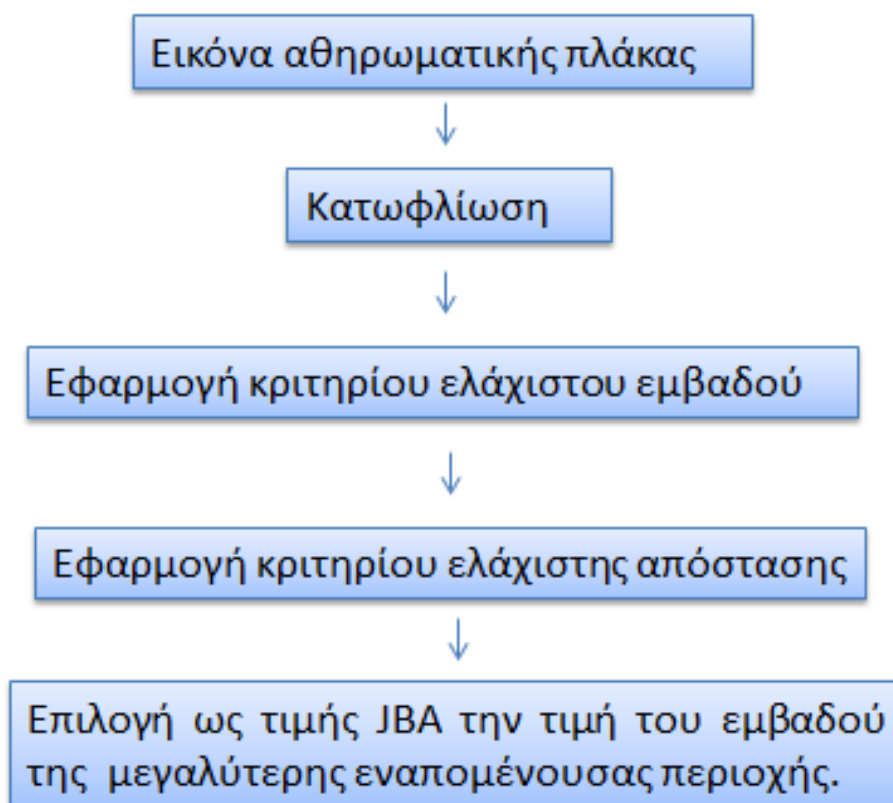 Εικόνα αθηρωματικής πλάκας
Κατωφλίωση
Εφαρμογή κριτηρίου ελάχιστου εμβαδού
Εφαρμογή κριτηρίου ελάχιστης απόστασης
Επιλογή ως τιμής JBA την τιμή του εμβαδού
της μεγαλύτερης εναπομένουσας περιοχής.